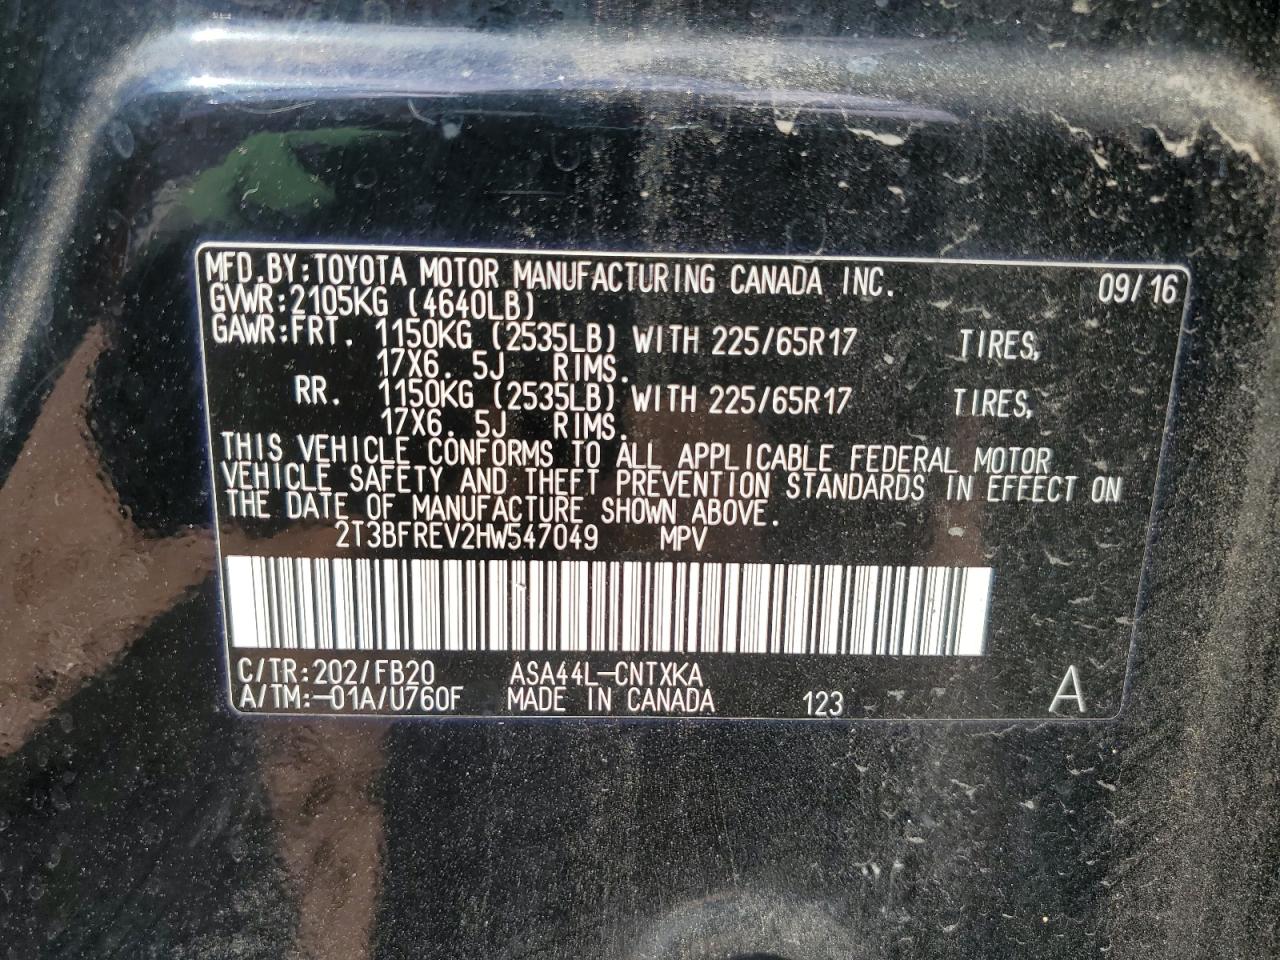 MFD.BY:TOYOTA MOTOR MANUFACTURING CANADA INC. 09/16
GVWR:2105KG (4640LB)
GAWR:FRT. 1150KG (2535LB) WITH 225/65R17 TIRES,
17X6.5J RIMS.
RR. 1150KG (2535LB) WITH 225/65R17 TIRES,
17X6.5J RIMS.
THIS VEHICLE CONFORMS TO ALL APPLICABLE FEDERAL MOTOR
VEHICLE SAFETY AND THEFT PREVENTION STANDARDS IN EFFECT ON
THE DATE OF MANUFACTURE SHOWN ABOVE.
2T3BFREV2HW547049 MPV
C/TR:202/FB20 ASA44L-CNTXKA
A/TM:-01A/U760F MADE IN CANADA 123 A